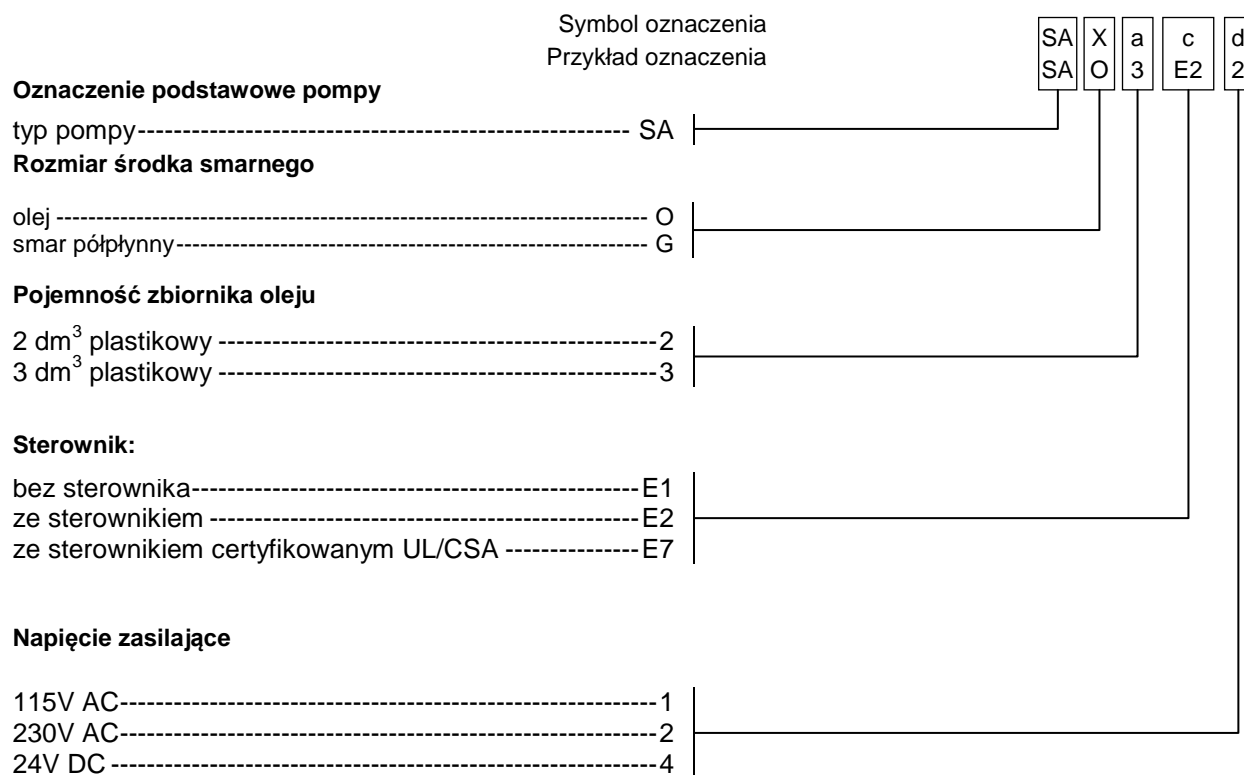 Symbol oznaczenia SA X a c d
Przykład oznaczenia SA O 3 E2 2
Oznaczenie podstawowe pompy
typ pompy------------------------------------------------------- SA
Rozmiar środka smarnego
olej ------------------------------------------------------------------------ O
smar półpłynny---------------------------------------------------------- G
Pojemność zbiornika oleju
2 dm³ plastikowy -------------------------------------------------2
3 dm³ plastikowy -------------------------------------------------3
Sterownik:
bez sterownika--------------------------------------------------E1
ze sterownikiem ------------------------------------------------E2
ze sterownikiem certyfikowanym UL/CSA ---------------E7
Napięcie zasilające
115V AC------------------------------------------------------------1
230V AC------------------------------------------------------------2
24V DC -------------------------------------------------------------4